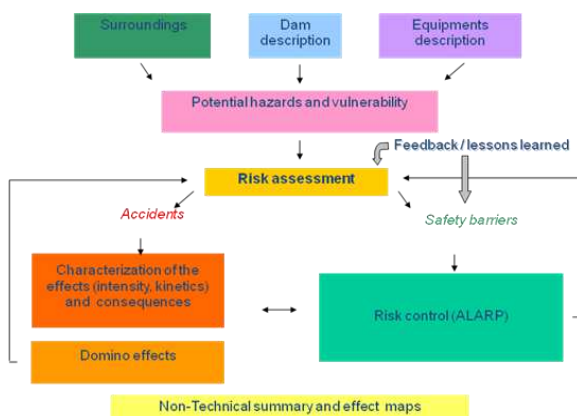 Surroundings
Dam
description
Equipments
description
Potential hazards and vulnerability
Feedback / lessons learned
Risk assessment
Accidents
Safety barriers
Characterization of the
effects (intensity, kinetics)
and consequences
Risk control (ALARP)
Domino effects
Non-Technical summary and effect maps